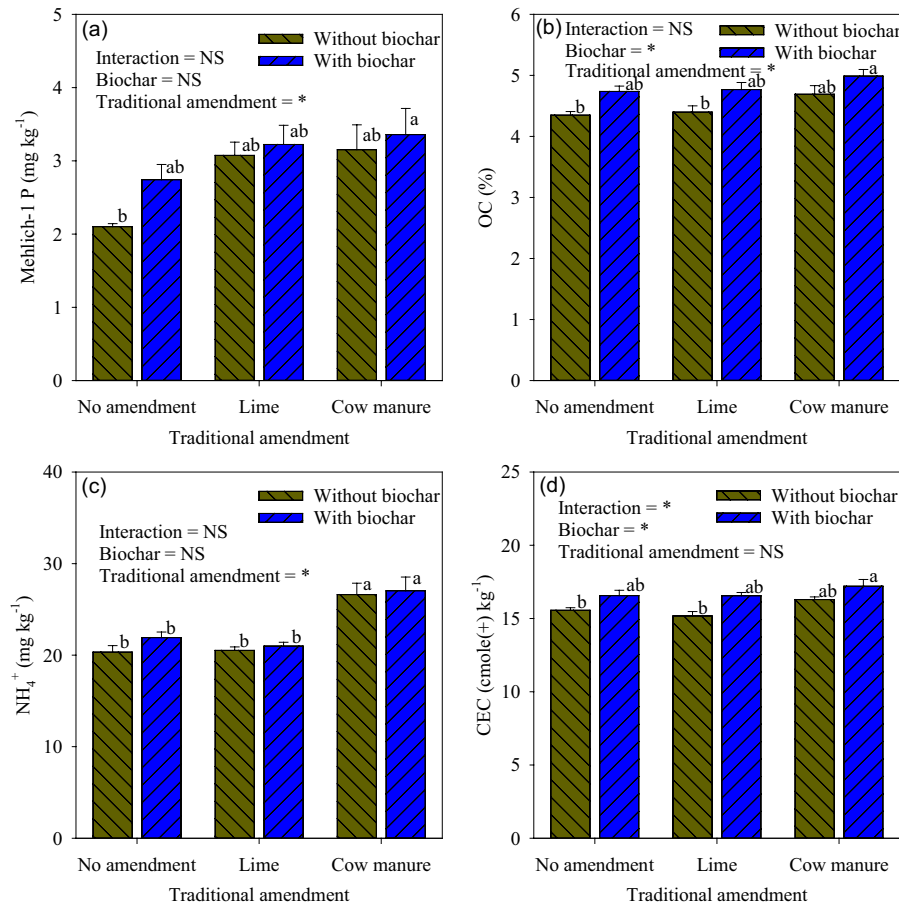 (a)
Without biochar
With biochar
Interaction = NS
Biochar = NS
Traditional amendment = *
Mehlich-1 P (mg kg⁻¹)
5
4
3
2
1
0
b
ab
ab
ab
ab
a
No amendment
Lime
Cow manure
Traditional amendment
(b)
Without biochar
With biochar
Interaction = NS
Biochar = *
Traditional amendment = *
OC (%)
6
5
4
3
2
1
0
b
ab
b
ab
ab
a
No amendment
Lime
Cow manure
Traditional amendment
(c)
Without biochar
With biochar
Interaction = NS
Biochar = NS
Traditional amendment = *
NH₄⁺ (mg kg⁻¹)
40
30
20
10
0
b
b
b
b
a
a
No amendment
Lime
Cow manure
Traditional amendment
(d)
Without biochar
With biochar
Interaction = *
Biochar = *
Traditional amendment = NS
CEC (cmole(+) kg⁻¹)
25
20
15
10
5
0
b
ab
b
ab
ab
a
No amendment
Lime
Cow manure
Traditional amendment